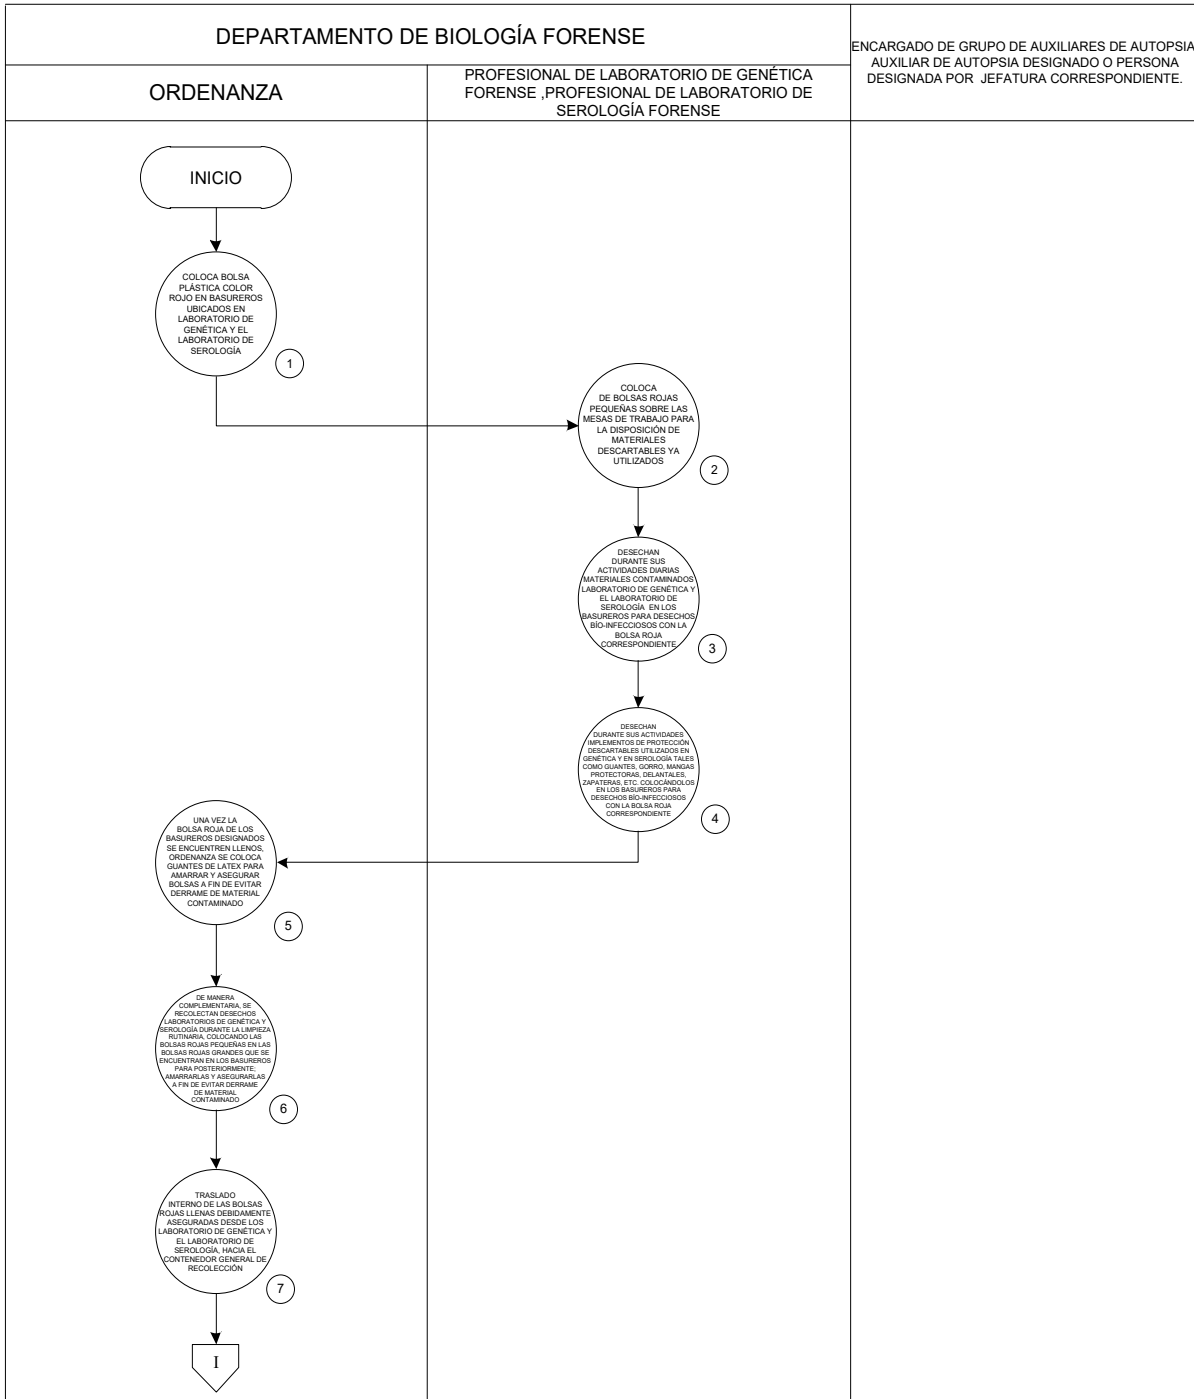 DEPARTAMENTO DE BIOLOGÍA FORENSE
ENCARGADO DE GRUPO DE AUXILIARES DE AUTOPSIA
AUXILIAR DE AUTOPSIA DESIGNADO O PERSONA
DESIGNADA POR JEFATURA CORRESPONDIENTE.
ORDENANZA
PROFESIONAL DE LABORATORIO DE GENÉTICA
FORENSE ,PROFESIONAL DE LABORATORIO DE
SEROLOGÍA FORENSE
INICIO
COLOCA BOLSA
PLÁSTICA COLOR
ROJO EN BASUREROS
UBICADOS EN
LABORATORIO DE
GENÉTICA Y EL
LABORATORIO DE
SEROLOGÍA
1
COLOCA
DE BOLSAS ROJAS
PEQUEÑAS SOBRE LAS
MESAS DE TRABAJO PARA
LA DISPOSICIÓN DE
MATERIALES
DESCARTABLES YA
UTILIZADOS
2
DESECHAN
DURANTE SUS
ACTIVIDADES DIARIAS
MATERIALES CONTAMINADOS
LABORATORIO DE GENÉTICA Y
EL LABORATORIO DE
SEROLOGÍA EN LOS
BASUREROS PARA DESECHOS
BÍO-INFECCIOSOS CON LA
BOLSA ROJA
CORRESPONDIENTE
3
DESECHAN
DURANTE SUS ACTIVIDADES
IMPLEMENTOS DE PROTECCIÓN
DESCARTABLES UTILIZADOS EN
GENÉTICA Y EN SEROLOGÍA TALES
COMO GUANTES, GORRO, MANGAS
PROTECTORAS, DELANTALES,
ZAPATERAS, ETC. COLOCÁNDOLOS
EN LOS BASUREROS PARA
DESECHOS BÍO-INFECCIOSOS
CON LA BOLSA ROJA
CORRESPONDIENTE
4
UNA VEZ LA
BOLSA ROJA DE LOS
BASUREROS DESIGNADOS
SE ENCUENTREN LLENOS,
ORDENANZA SE COLOCA
GUANTES DE LATEX PARA
AMARRAR Y ASEGURAR
BOLSAS A FIN DE EVITAR
DERRAME DE MATERIAL
CONTAMINADO
5
DE MANERA
COMPLEMENTARIA, SE
RECOLECTAN DESECHOS
LABORATORIOS DE GENÉTICA Y
SEROLOGÍA DURANTE LA LIMPIEZA
RUTINARIA, COLOCANDO LAS
BOLSAS ROJAS PEQUEÑAS EN LAS
BOLSAS ROJAS GRANDES QUE SE
ENCUENTRAN EN LOS BASUREROS
PARA POSTERIORMENTE;
AMARRARLAS Y ASEGURARLAS
A FIN DE EVITAR DERRAME
DE MATERIAL
CONTAMINADO
6
TRASLADO
INTERNO DE LAS BOLSAS
ROJAS LLENAS DEBIDAMENTE
ASEGURADAS DESDE LOS
LABORATORIO DE GENÉTICA Y
EL LABORATORIO DE
SEROLOGÍA, HACIA EL
CONTENEDOR GENERAL DE
RECOLECCIÓN
7
I